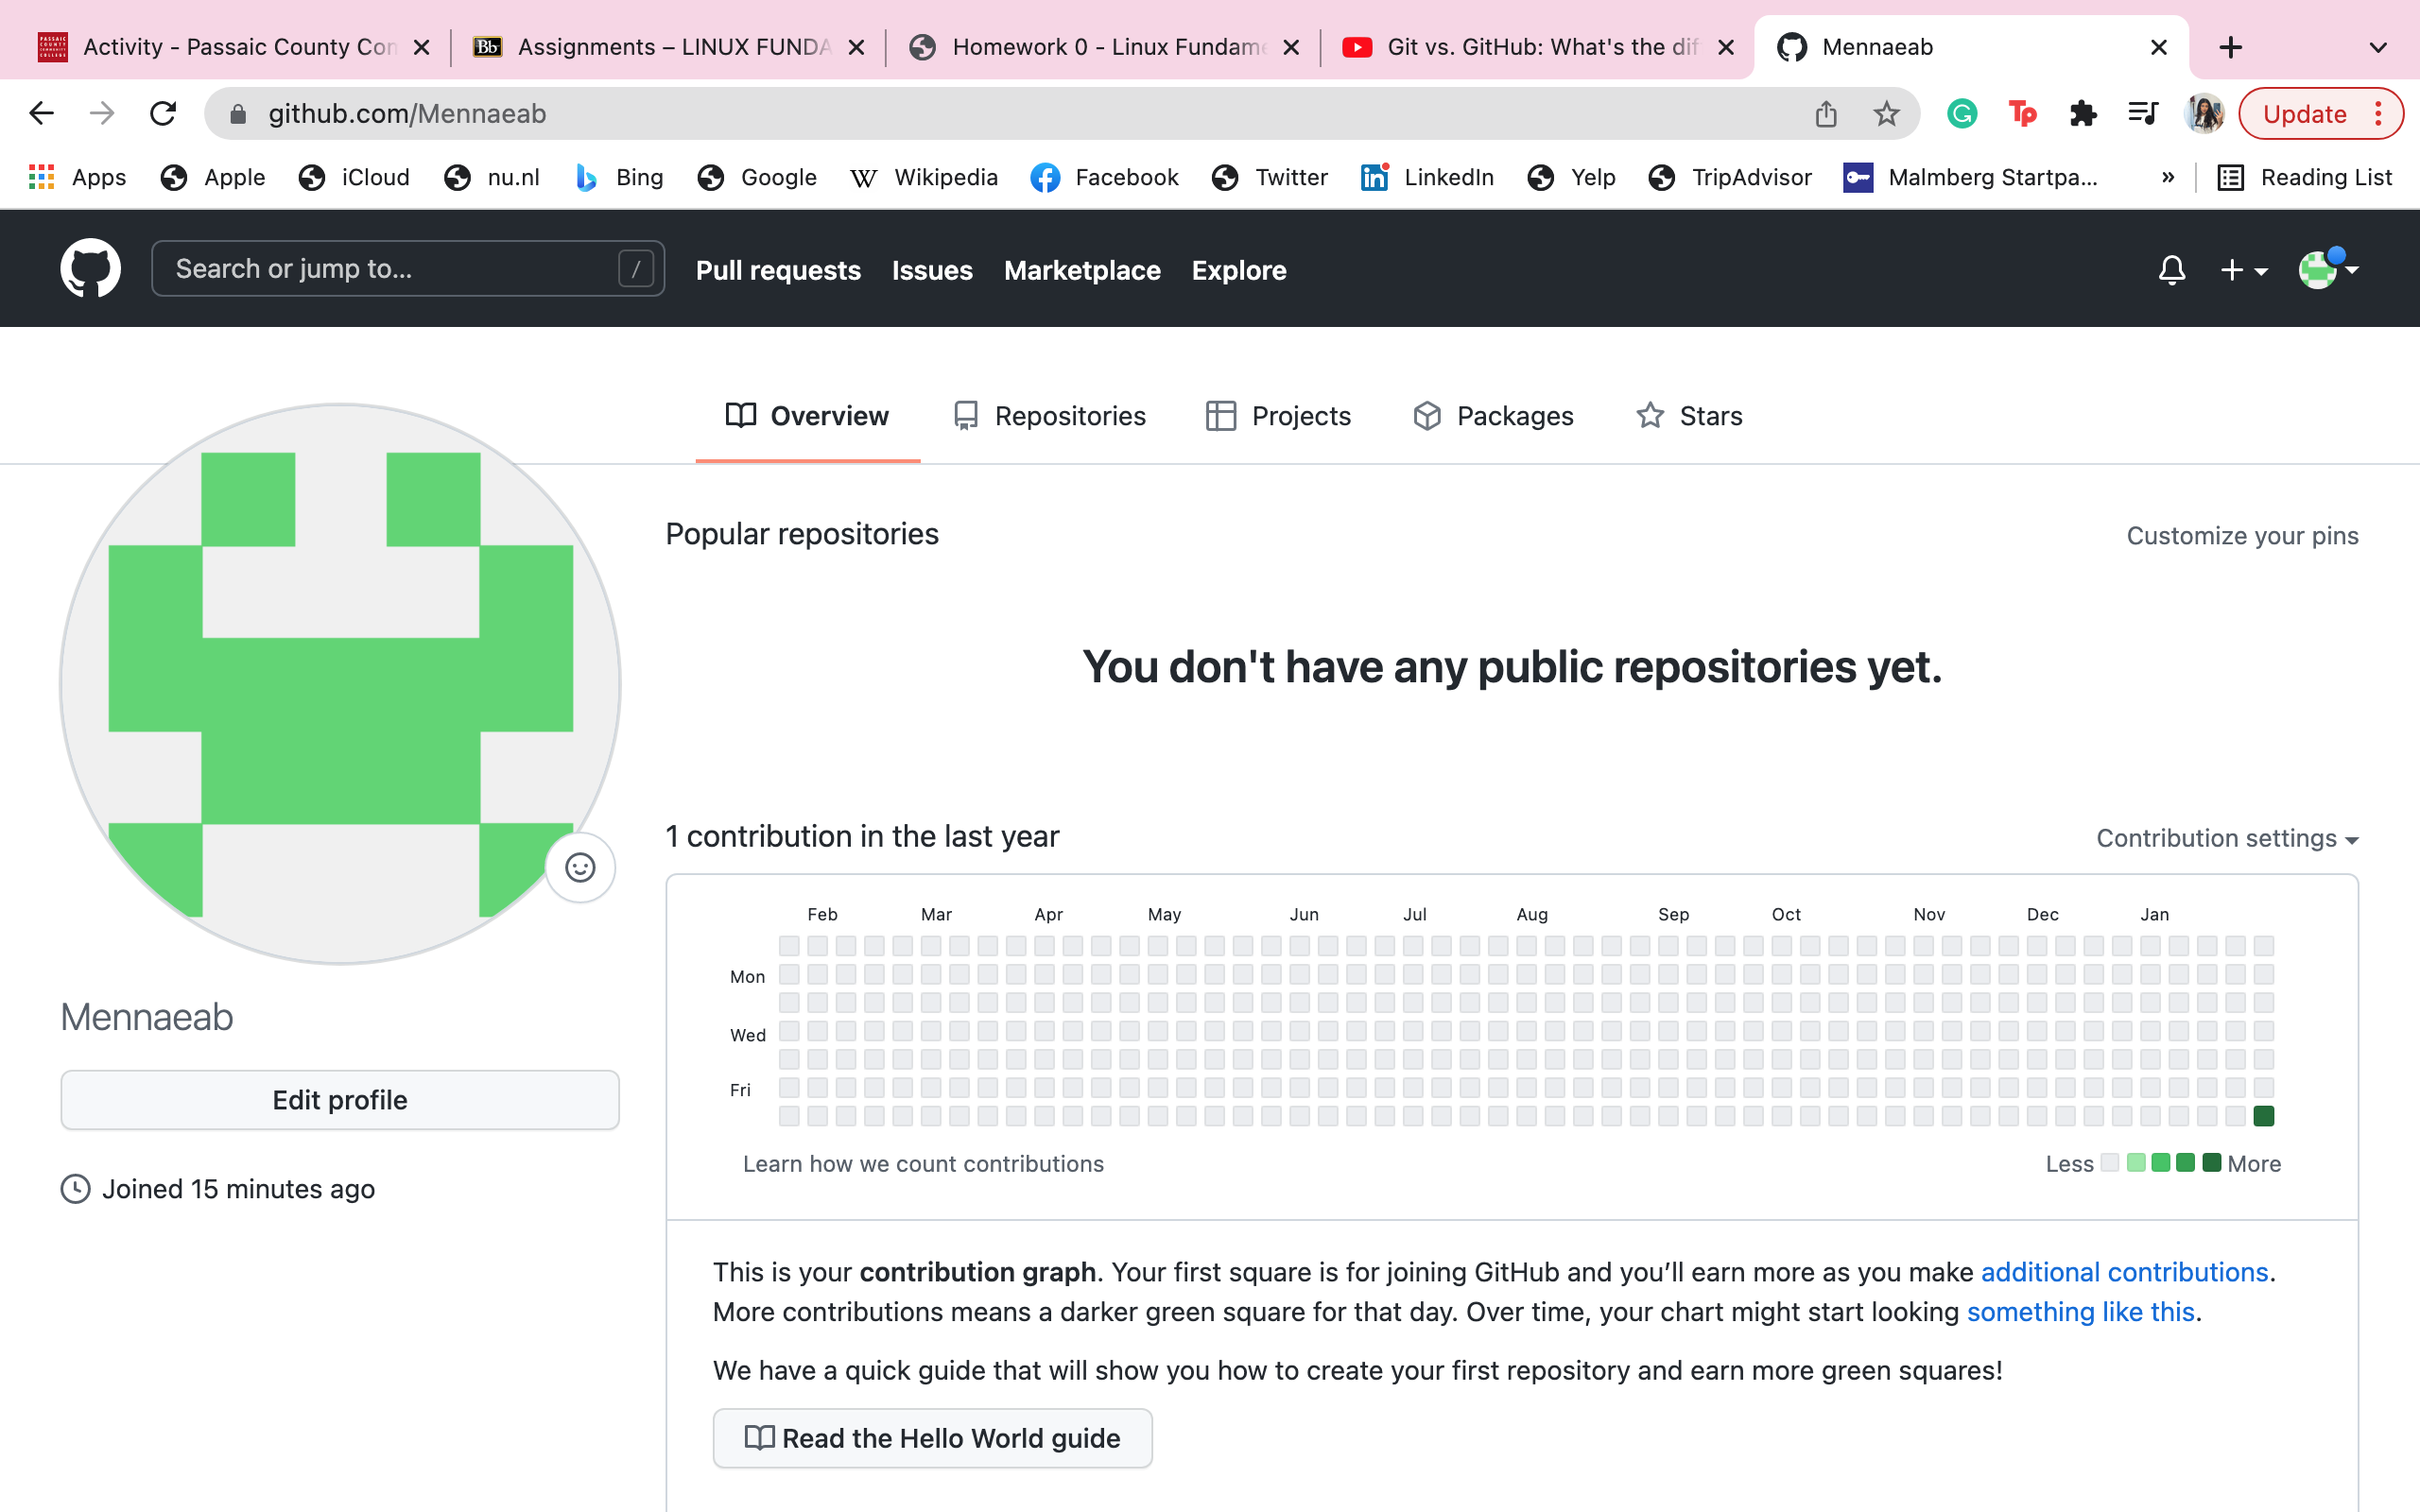 Activity - Passaic County Con
Assignments – LINUX FUNDA
Homework 0 - Linux Fundame
Git vs. GitHub: What's the dif
Mennaeab
github.com/Mennaeab
Update
Apps
Apple
iCloud
nu.nl
Bing
Google
Wikipedia
Facebook
Twitter
LinkedIn
Yelp
TripAdvisor
Malmberg Startpa...
»
Reading List
Search or jump to...
/
Pull requests
Issues
Marketplace
Explore
Overview
Repositories
Projects
Packages
Stars
Popular repositories
Customize your pins
You don't have any public repositories yet.
Mennaeab
Edit profile
Joined 15 minutes ago
1 contribution in the last year
Contribution settings
Feb Mar Apr May Jun Jul Aug Sep Oct Nov Dec Jan
Mon
Wed
Fri
Learn how we count contributions
Less More
This is your contribution graph. Your first square is for joining GitHub and you’ll earn more as you make additional contributions.
More contributions means a darker green square for that day. Over time, your chart might start looking something like this.
We have a quick guide that will show you how to create your first repository and earn more green squares!
Read the Hello World guide